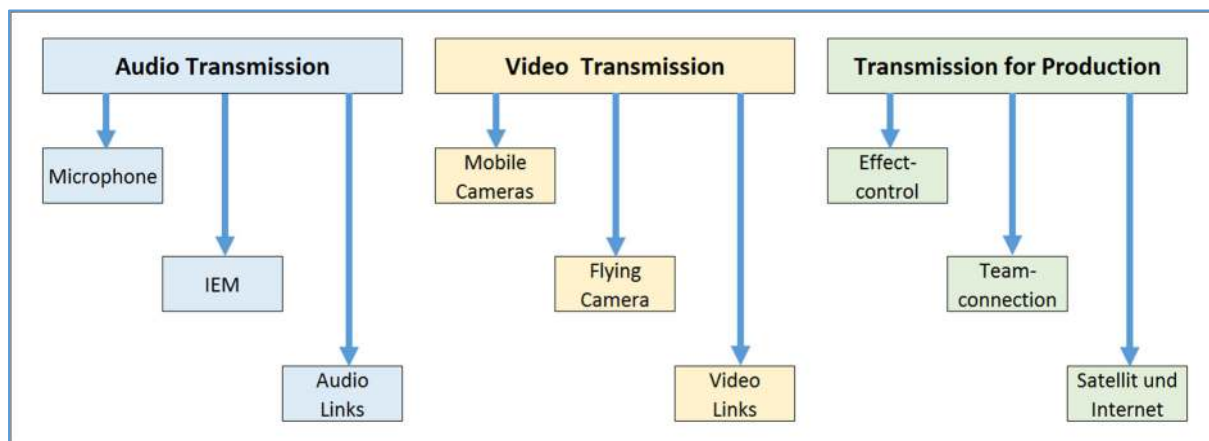 Audio Transmission
Microphone
IEM
Audio
Links
Video Transmission
Mobile
Cameras
Flying
Camera
Video
Links
Transmission for Production
Effect-
control
Team-
connection
Satellit und
Internet